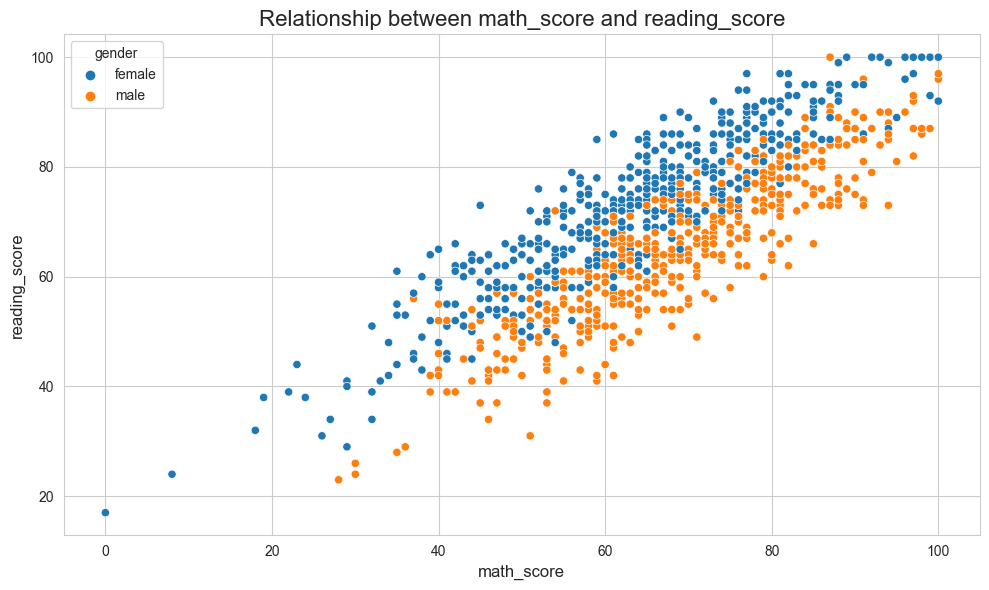 Relationship between math_score and reading_score
gender
female
male
reading_score
100
80
60
40
20
0 20 40 60 80 100
math_score